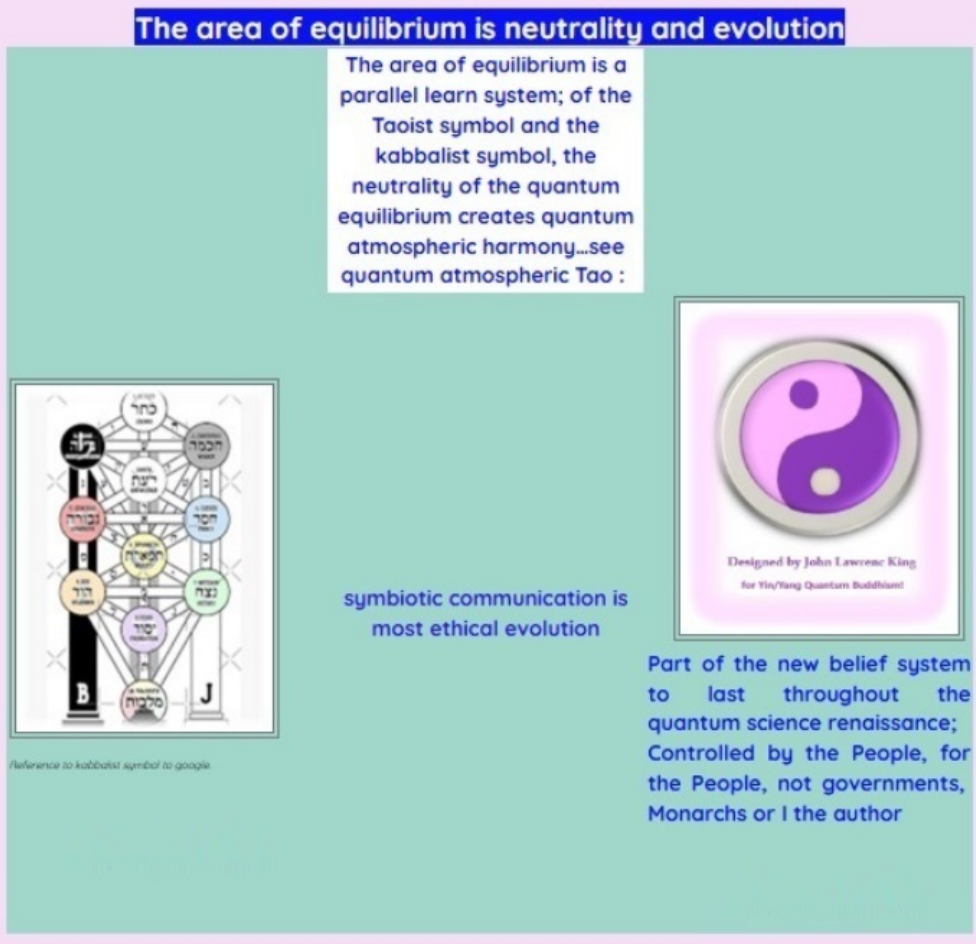 The area of equilibrium is neutrality and evolution
The area of equilibrium is a
parallel learn system; of the
Taoist symbol and the
kabbalist symbol, the
neutrality of the quantum
equilibrium creates quantum
atmospheric harmony...see
quantum atmospheric Tao :
כתר
חכמה
דעת
גבורה
חסד
תפארת
הוד
נצח
יסוד
מלכות
B
J
Reference to kabbalist symbol to google.
symbiotic communication is
most ethical evolution
Designed by John Lawrenc King
for Yin/Yang Quantum Buddhism!
Part of the new belief system
to last throughout the
quantum science renaissance;
Controlled by the People, for
the People, not governments,
Monarchs or I the author